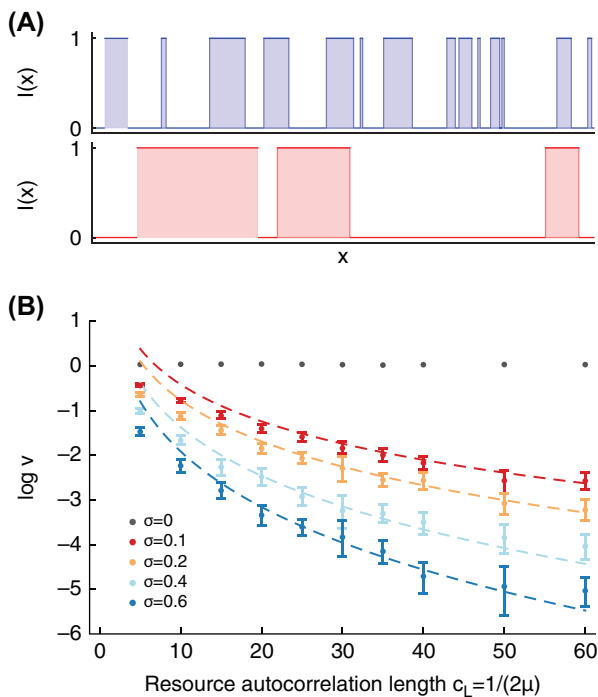 (A)
1
I(x)
0
1
I(x)
0
x
(B)
1
0
−1
−2
−3
−4
−5
−6
log v
σ=0
σ=0.1
σ=0.2
σ=0.4
σ=0.6
0 10 20 30 40 50 60
Resource autocorrelation length c_L=1/(2μ)